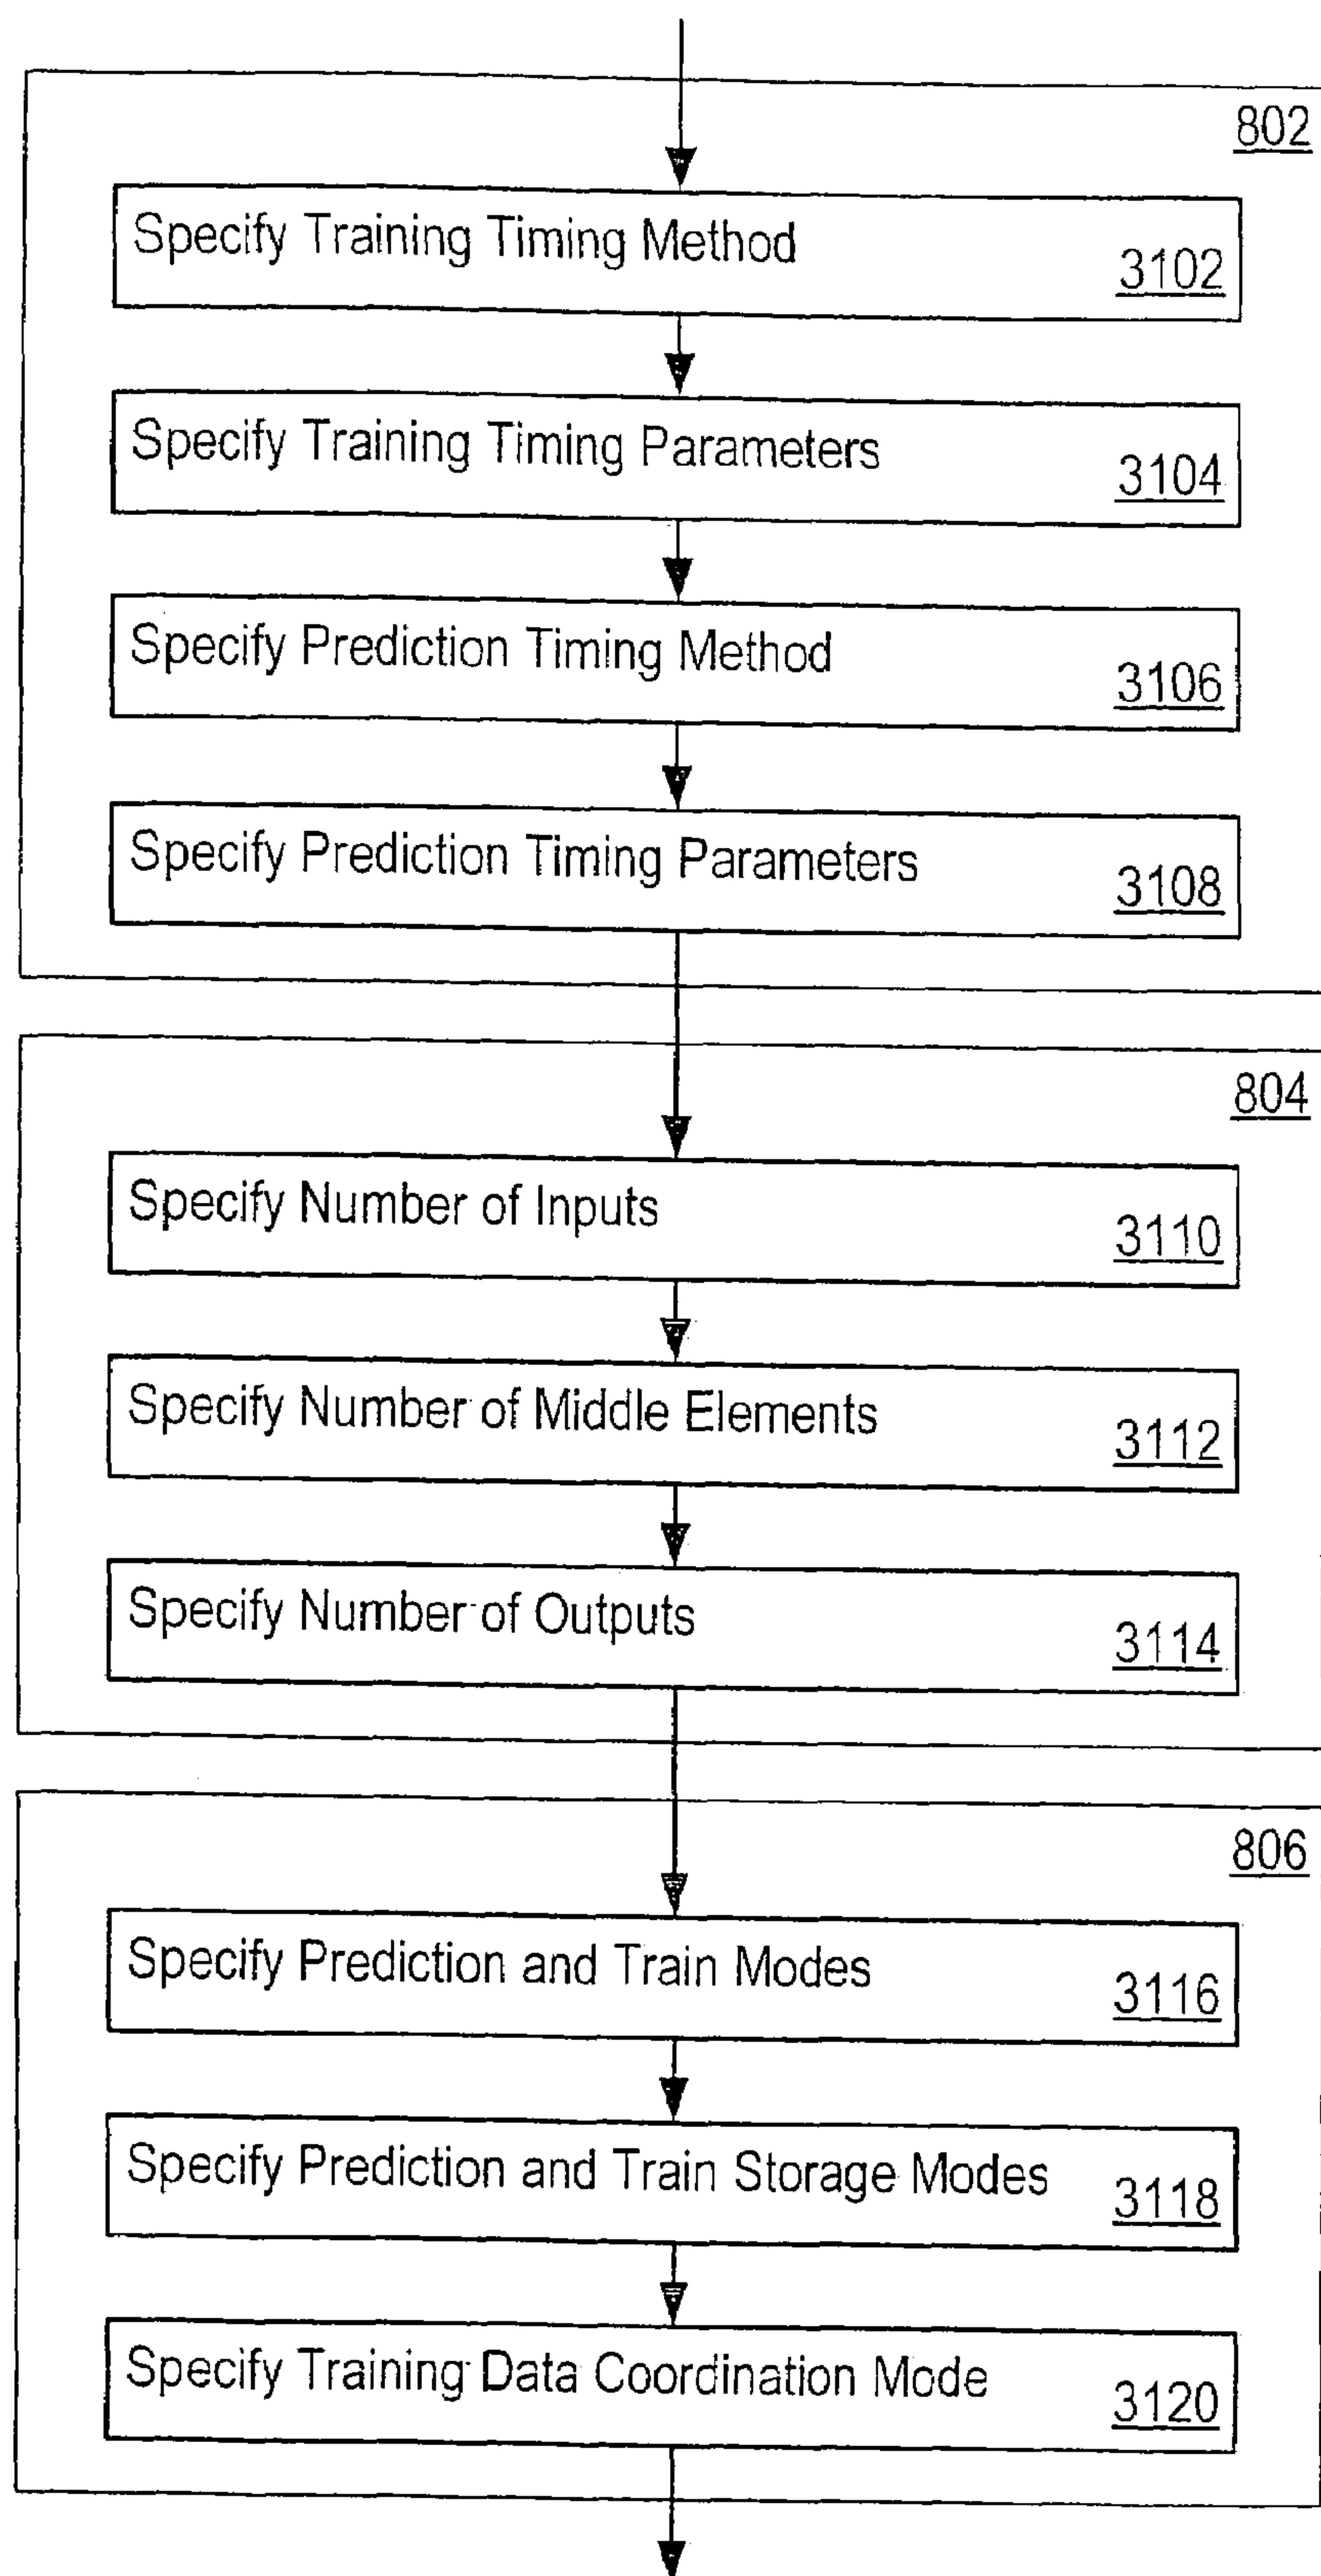 802
Specify Training Timing Method
3102
Specify Training Timing Parameters
3104
Specify Prediction Timing Method
3106
Specify Prediction Timing Parameters
3108
804
Specify Number of Inputs
3110
Specify Number of Middle Elements
3112
Specify Number of Outputs
3114
806
Specify Prediction and Train Modes
3116
Specify Prediction and Train Storage Modes
3118
Specify Training Data Coordination Mode
3120